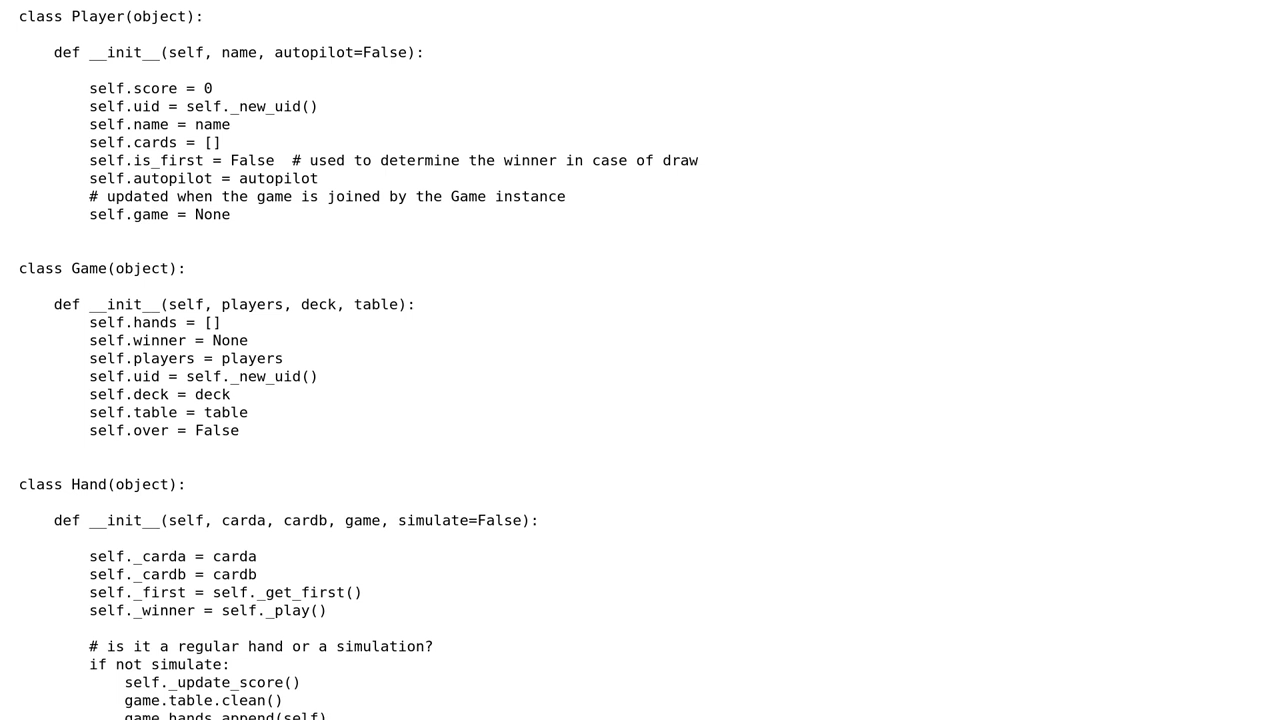 class Player(object):
    def __init__(self, name, autopilot=False):
        self.score = 0
        self.uid = self._new_uid()
        self.name = name
        self.cards = []
        self.is_first = False  # used to determine the winner in case of draw
        self.autopilot = autopilot
        # updated when the game is joined by the Game instance
        self.game = None
class Game(object):
    def __init__(self, players, deck, table):
        self.hands = []
        self.winner = None
        self.players = players
        self.uid = self._new_uid()
        self.deck = deck
        self.table = table
        self.over = False
class Hand(object):
    def __init__(self, carda, cardb, game, simulate=False):
        self._carda = carda
        self._cardb = cardb
        self._first = self._get_first()
        self._winner = self._play()
        # is it a regular hand or a simulation?
        if not simulate:
            self._update_score()
            game.table.clean()
            game.hands.append(self)